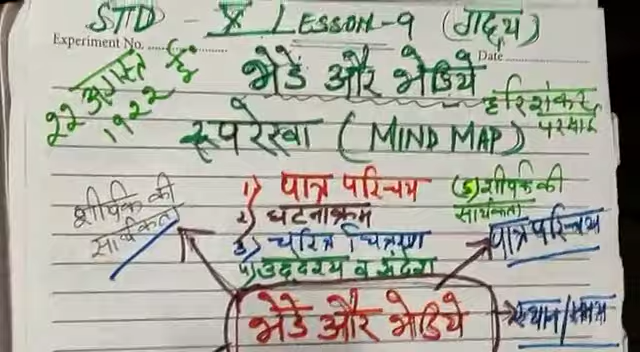 STD - X LESSON-9 (गद्य)
Experiment No.
Date
भेड़ें और भेड़िये
22 अगस्त 1922 ई.
हरिशंकर परसाई
रूपरेखा (MIND MAP)
1) पात्र परिचय
2) घटनाक्रम
3) चरित्र चित्रण
4) उद्देश्य व संदेश
(5) शीर्षक की सार्थकता
शीर्षक की सार्थकता
पात्र परिचय
भेड़ें और भेड़िये
स्थान/